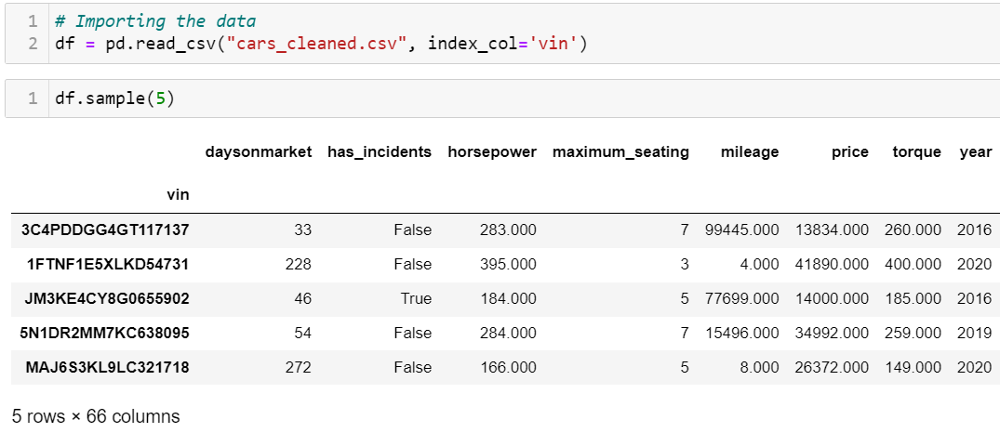 1 # Importing the data
2 df = pd.read_csv("cars_cleaned.csv", index_col='vin')
1 df.sample(5)
daysonmarket has_incidents horsepower maximum_seating mileage price torque year
vin
3C4PDDGG4GT117137 33 False 283.000 7 99445.000 13834.000 260.000 2016
1FTNF1E5XLKD54731 228 False 395.000 3 4.000 41890.000 400.000 2020
JM3KE4CY8G0655902 46 True 184.000 5 77699.000 14000.000 185.000 2016
5N1DR2MM7KC638095 54 False 284.000 7 15496.000 34992.000 259.000 2019
MAJ6S3KL9LC321718 272 False 166.000 5 8.000 26372.000 149.000 2020
5 rows × 66 columns